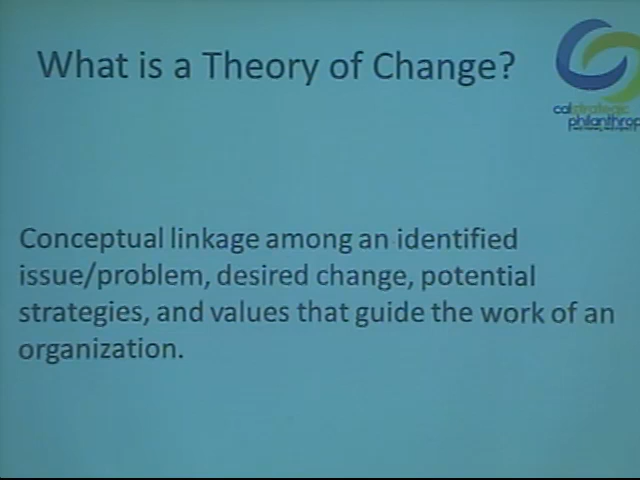 What is a Theory of Change?
calstrategic
Conceptual linkage among an identified
issue/problem, desired change, potential
strategies, and values that guide the work of an
organization.